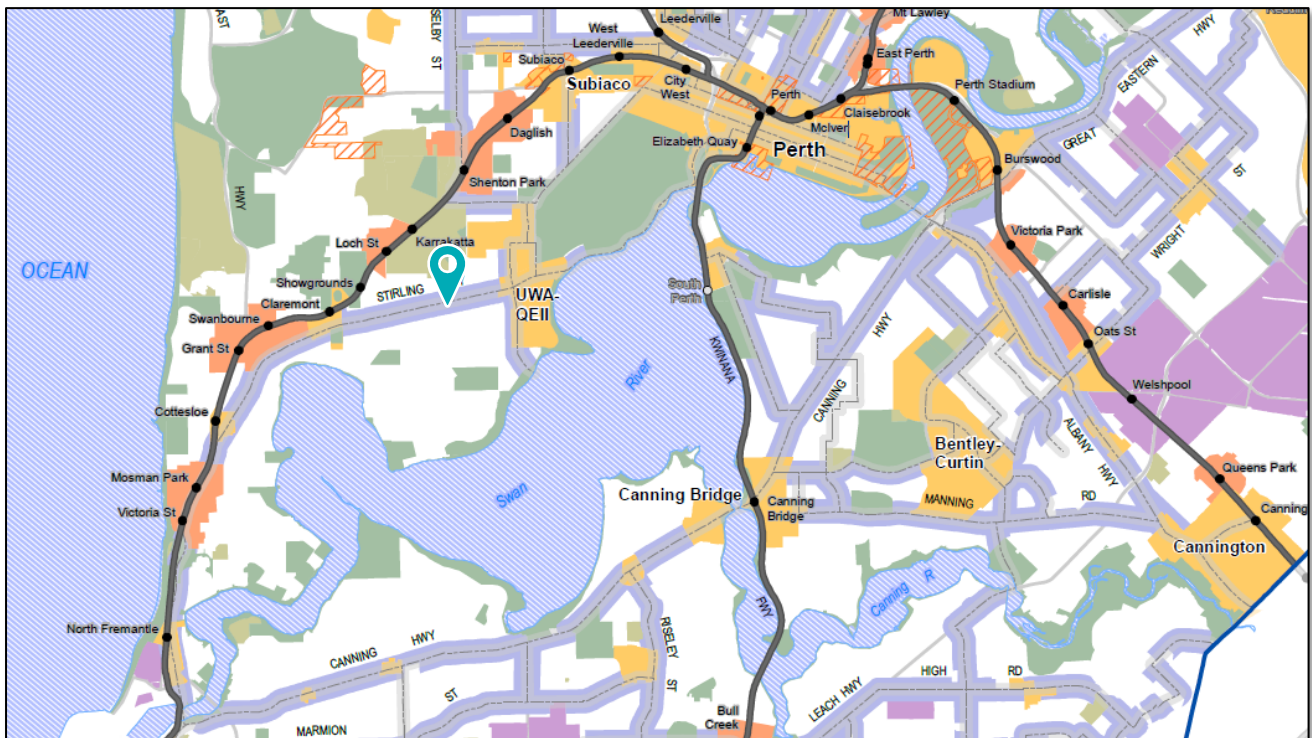 Mt Lawley
Leederville
West
Leederville
EAST
SELBY
ST
Subiaco
Subiaco
City
West
East Perth
Perth Stadium
HWY
EASTERN
Perth
McIver
Claisebrook
Elizabeth Quay
Perth
GREAT
Daglish
Burswood
ST
Shenton Park
HWY
Karrakatta
Loch St
Victoria Park
WRIGHT
OCEAN
Showgrounds
STIRLING
UWA-
QEII
South
Perth
Claremont
Carlisle
Swanbourne
HWY
Oats St
Grant St
River
KWINANA
Welshpool
CANNING
Cottesloe
ALBANY
HWY
Bentley-
Curtin
Mosman Park
Queens Park
Swan
Canning Bridge
Canning
Bridge
MANNING
RD
Victoria St
Canning
Cannington
FWY
Canning R
North Fremantle
RISELEY
ST
CANNING
HWY
HIGH
RD
LEACH HWY
ST
MARMION
Bull
Creek